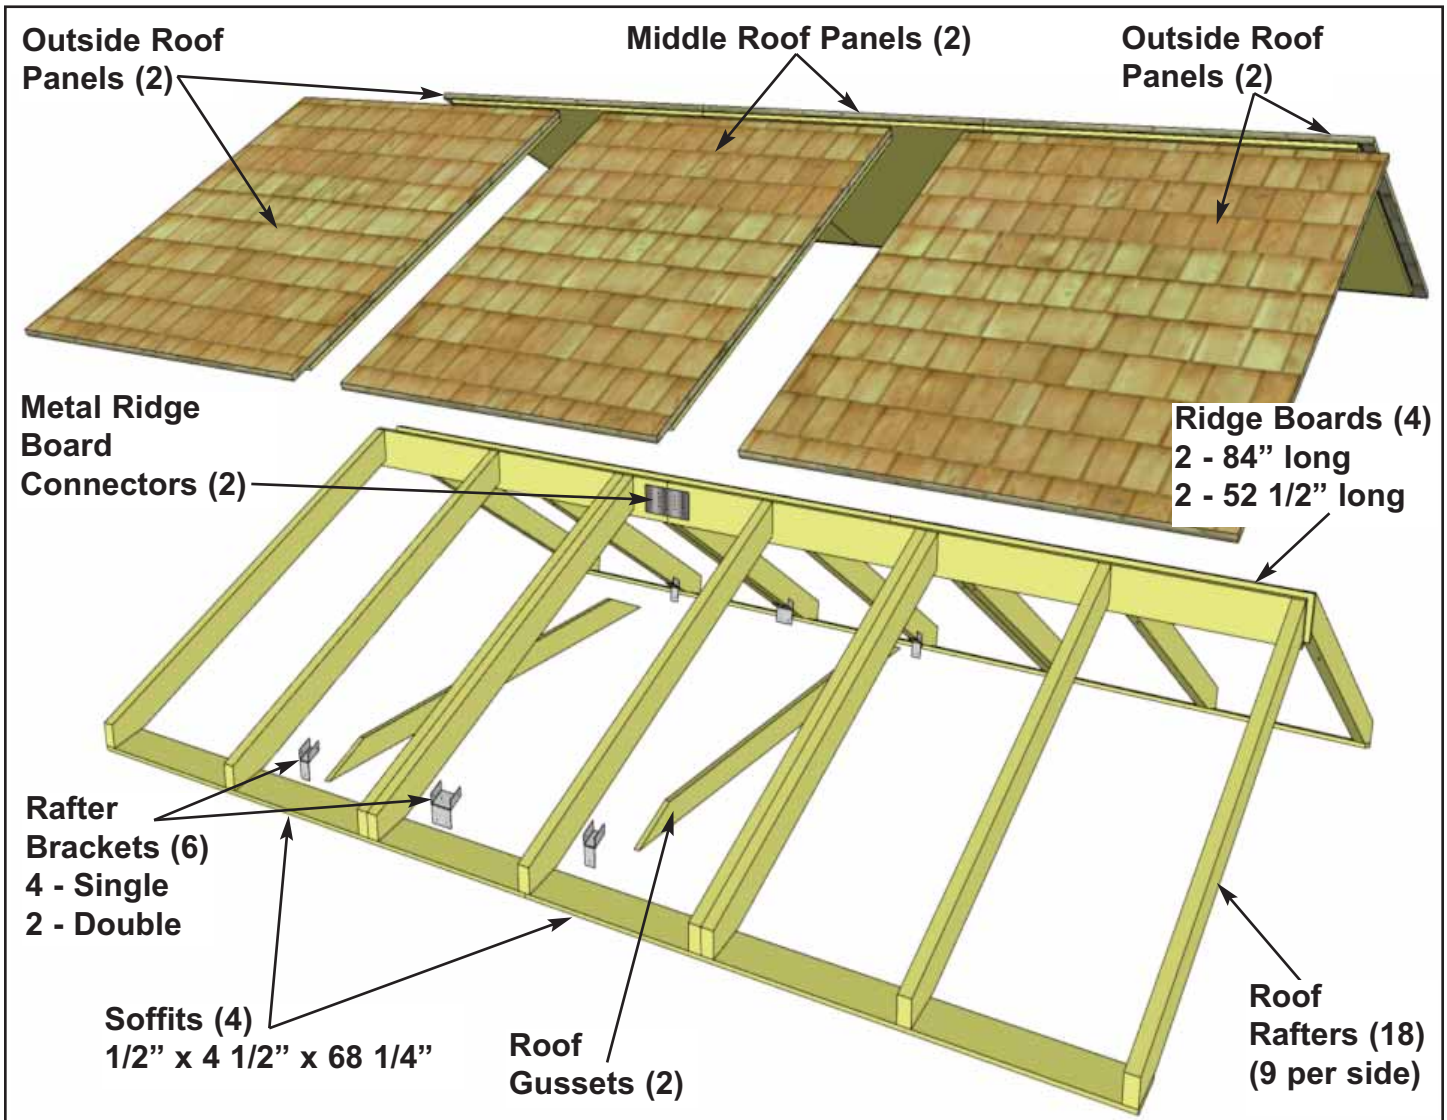 Outside Roof
Panels (2)
Middle Roof Panels (2)
Outside Roof
Panels (2)
Metal Ridge
Board
Connectors (2)
Ridge Boards (4)
2 - 84” long
2 - 52 1/2” long
Rafter
Brackets (6)
4 - Single
2 - Double
Soffits (4)
1/2” x 4 1/2” x 68 1/4”
Roof
Gussets (2)
Roof
Rafters (18)
(9 per side)